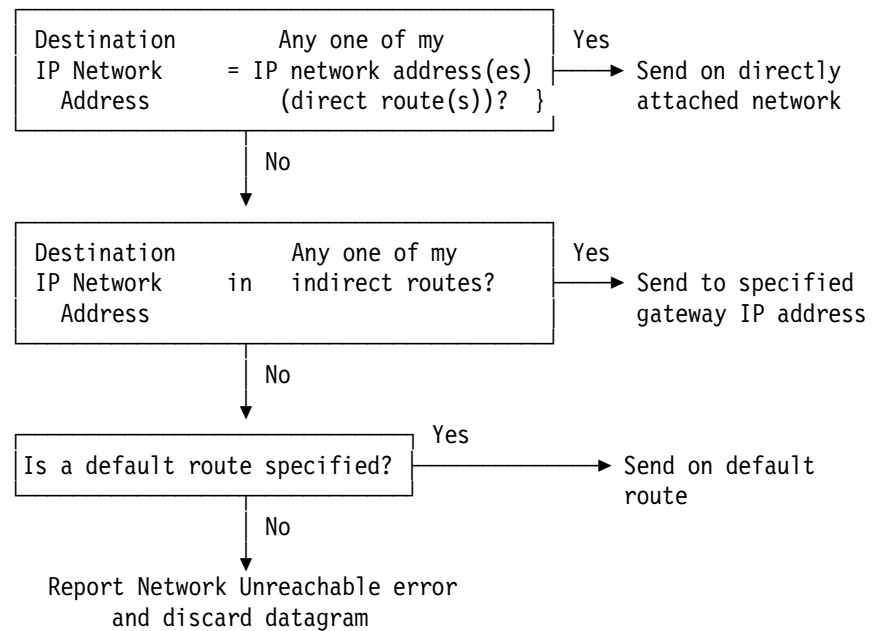 Destination Any one of my Yes
IP Network = IP network address(es) Send on directly
Address (direct route(s))? } attached network
No
Destination Any one of my Yes
IP Network in indirect routes? Send to specified
Address gateway IP address
No
Yes
Is a default route specified? Send on default
route
No
Report Network Unreachable error
and discard datagram